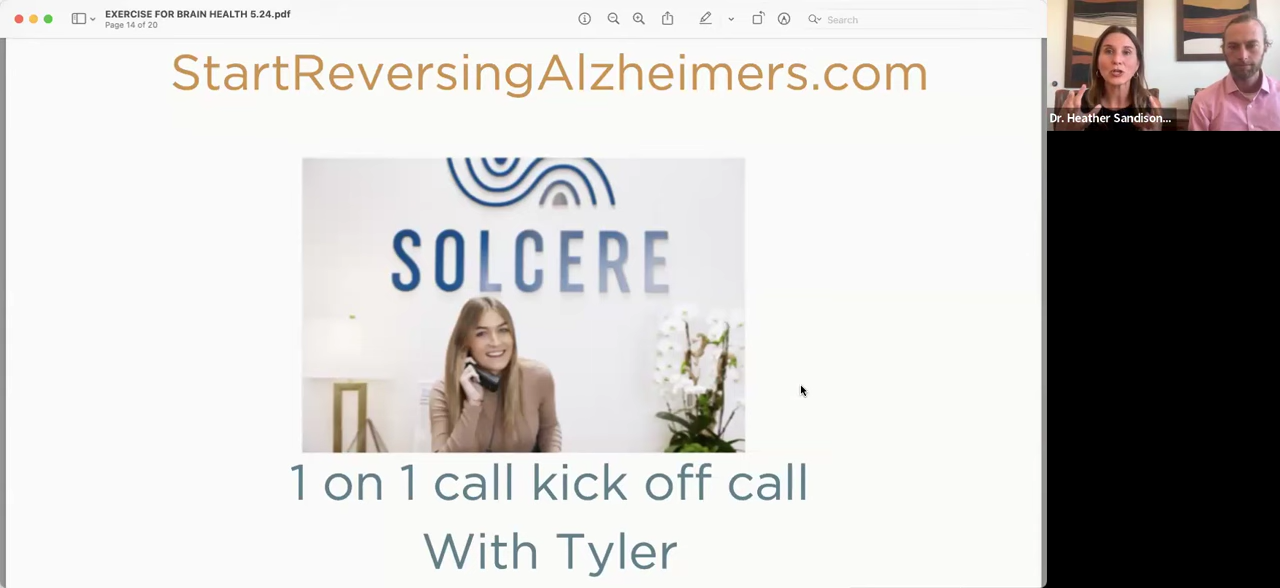 EXERCISE FOR BRAIN HEALTH 5.24.pdf
Page 14 of 20
Search
StartReversingAlzheimers.com
Dr. Heather Sandison...
SOLCERE
1 on 1 call kick off call
With Tyler